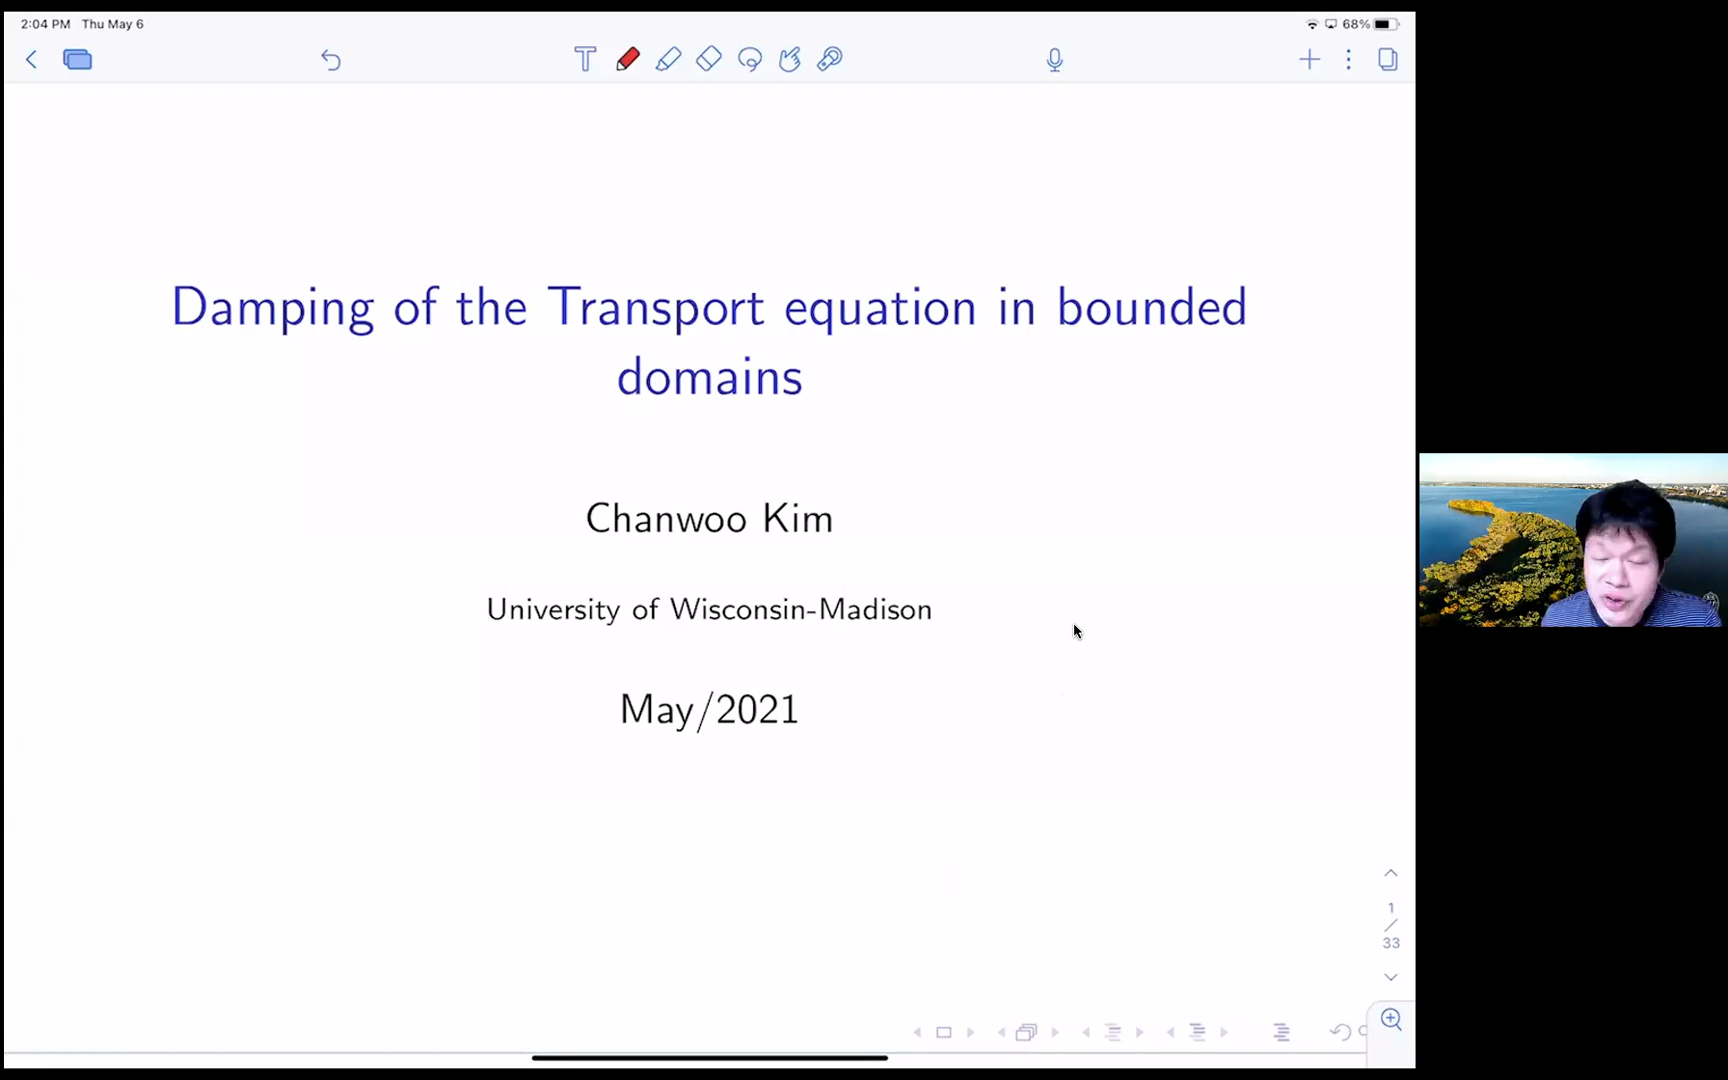 2:04 PM Thu May 6
68%
T
Damping of the Transport equation in bounded
domains
Chanwoo Kim
University of Wisconsin-Madison
May/2021
1
/
33